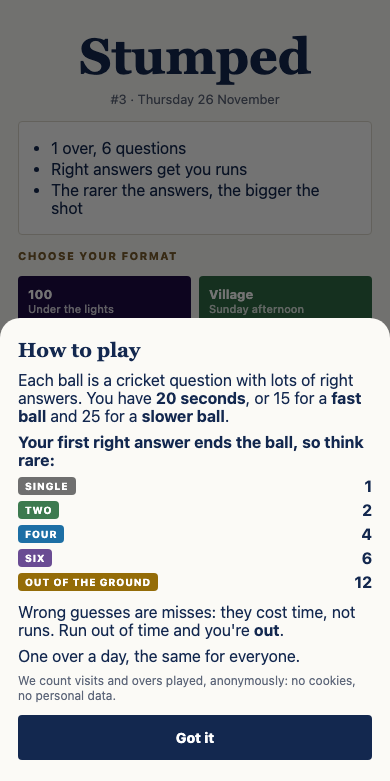 Stumped
#3 · Thursday 26 November
• 1 over, 6 questions
• Right answers get you runs
• The rarer the answers, the bigger the
shot
CHOOSE YOUR FORMAT
100
Under the lights
Village
Sunday afternoon
How to play
Each ball is a cricket question with lots of right
answers. You have 20 seconds, or 15 for a fast
ball and 25 for a slower ball.
Your first right answer ends the ball, so think
rare:
SINGLE 1
TWO 2
FOUR 4
SIX 6
OUT OF THE GROUND 12
Wrong guesses are misses: they cost time, not
runs. Run out of time and you're out.
One over a day, the same for everyone.
We count visits and overs played, anonymously: no cookies,
no personal data.
Got it